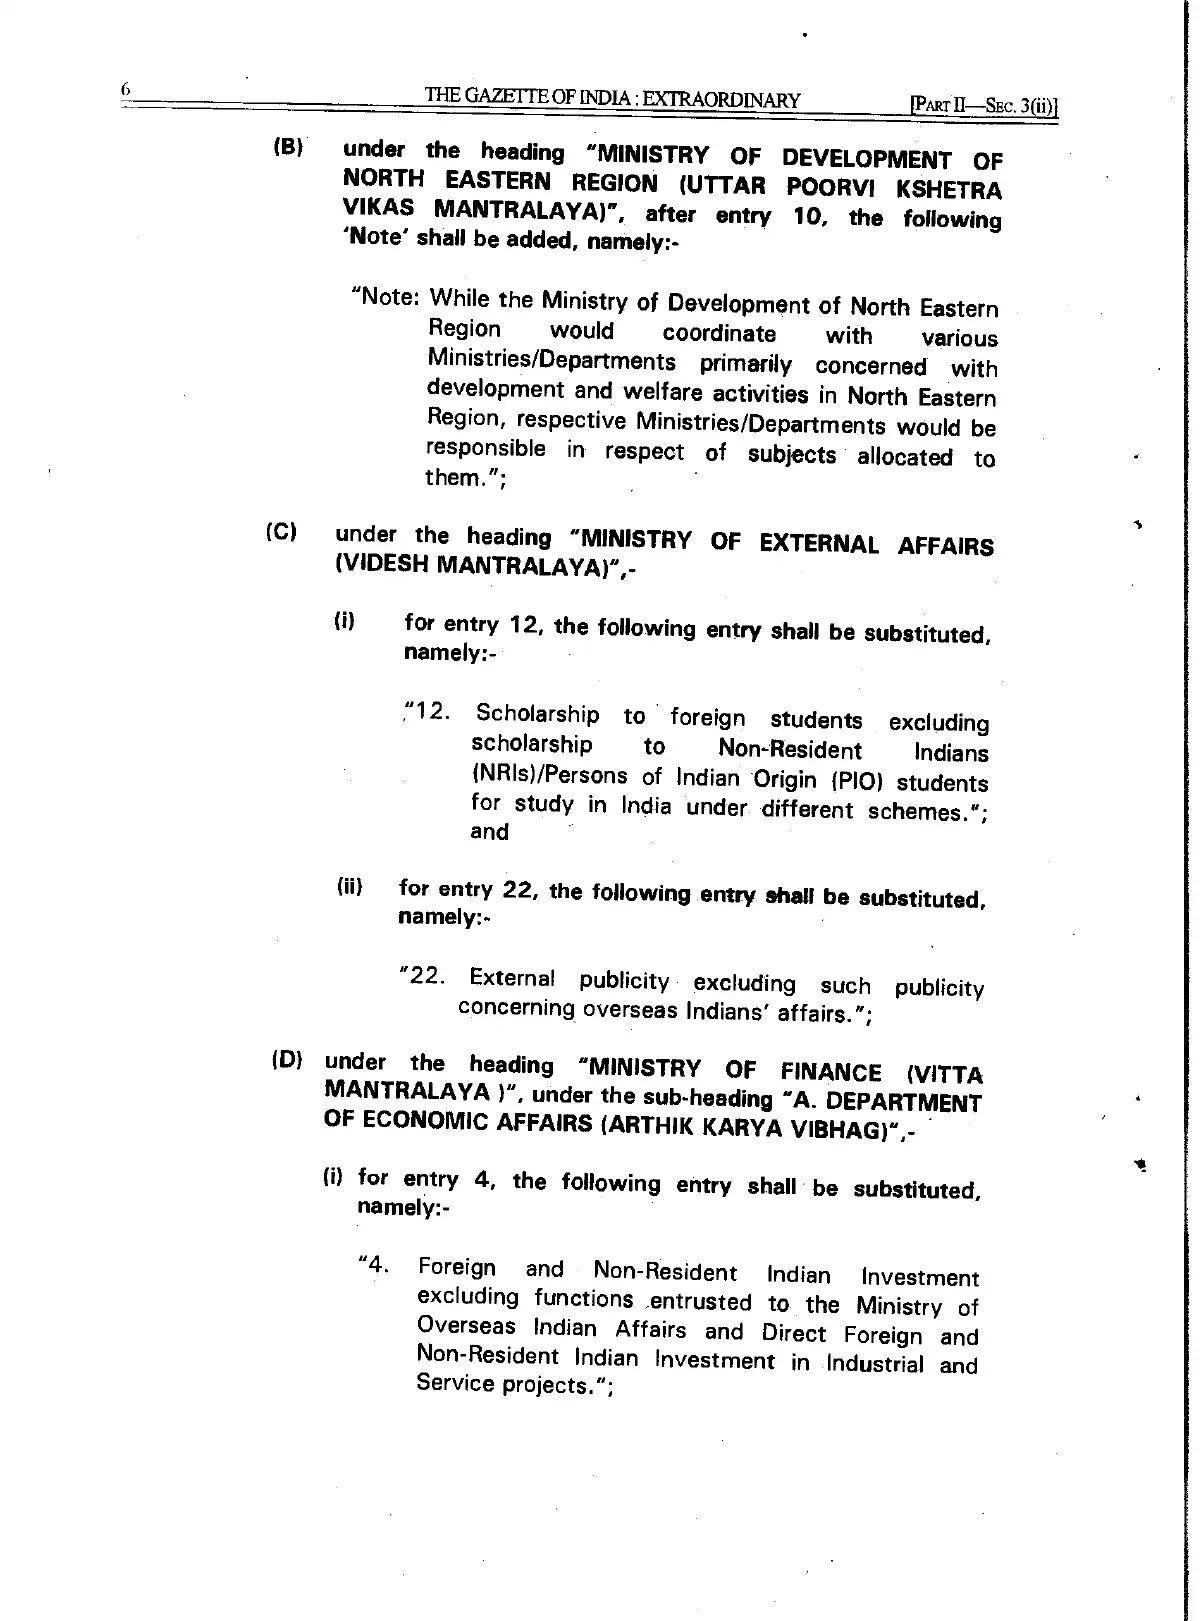 6 THE GAZETTE OF INDIA : EXTRAORDINARY [PART II—SEC. 3(ii)]
(B) under the heading "MINISTRY OF DEVELOPMENT OF
NORTH EASTERN REGION (UTTAR POORVI KSHETRA
VIKAS MANTRALAYA)", after entry 10, the following
'Note' shall be added, namely:-
"Note: While the Ministry of Development of North Eastern
Region would coordinate with various
Ministries/Departments primarily concerned with
development and welfare activities in North Eastern
Region, respective Ministries/Departments would be
responsible in respect of subjects allocated to
them.";
(C) under the heading "MINISTRY OF EXTERNAL AFFAIRS
(VIDESH MANTRALAYA)",-
(i) for entry 12, the following entry shall be substituted,
namely:-
"12. Scholarship to foreign students excluding
scholarship to Non-Resident Indians
(NRIs)/Persons of Indian Origin (PIO) students
for study in India under different schemes.";
and
(ii) for entry 22, the following entry shall be substituted,
namely:-
"22. External publicity excluding such publicity
concerning overseas Indians' affairs.";
(D) under the heading "MINISTRY OF FINANCE (VITTA
MANTRALAYA )", under the sub-heading "A. DEPARTMENT
OF ECONOMIC AFFAIRS (ARTHIK KARYA VIBHAG)",-
(i) for entry 4, the following entry shall be substituted,
namely:-
"4. Foreign and Non-Resident Indian Investment
excluding functions entrusted to the Ministry of
Overseas Indian Affairs and Direct Foreign and
Non-Resident Indian Investment in Industrial and
Service projects.";